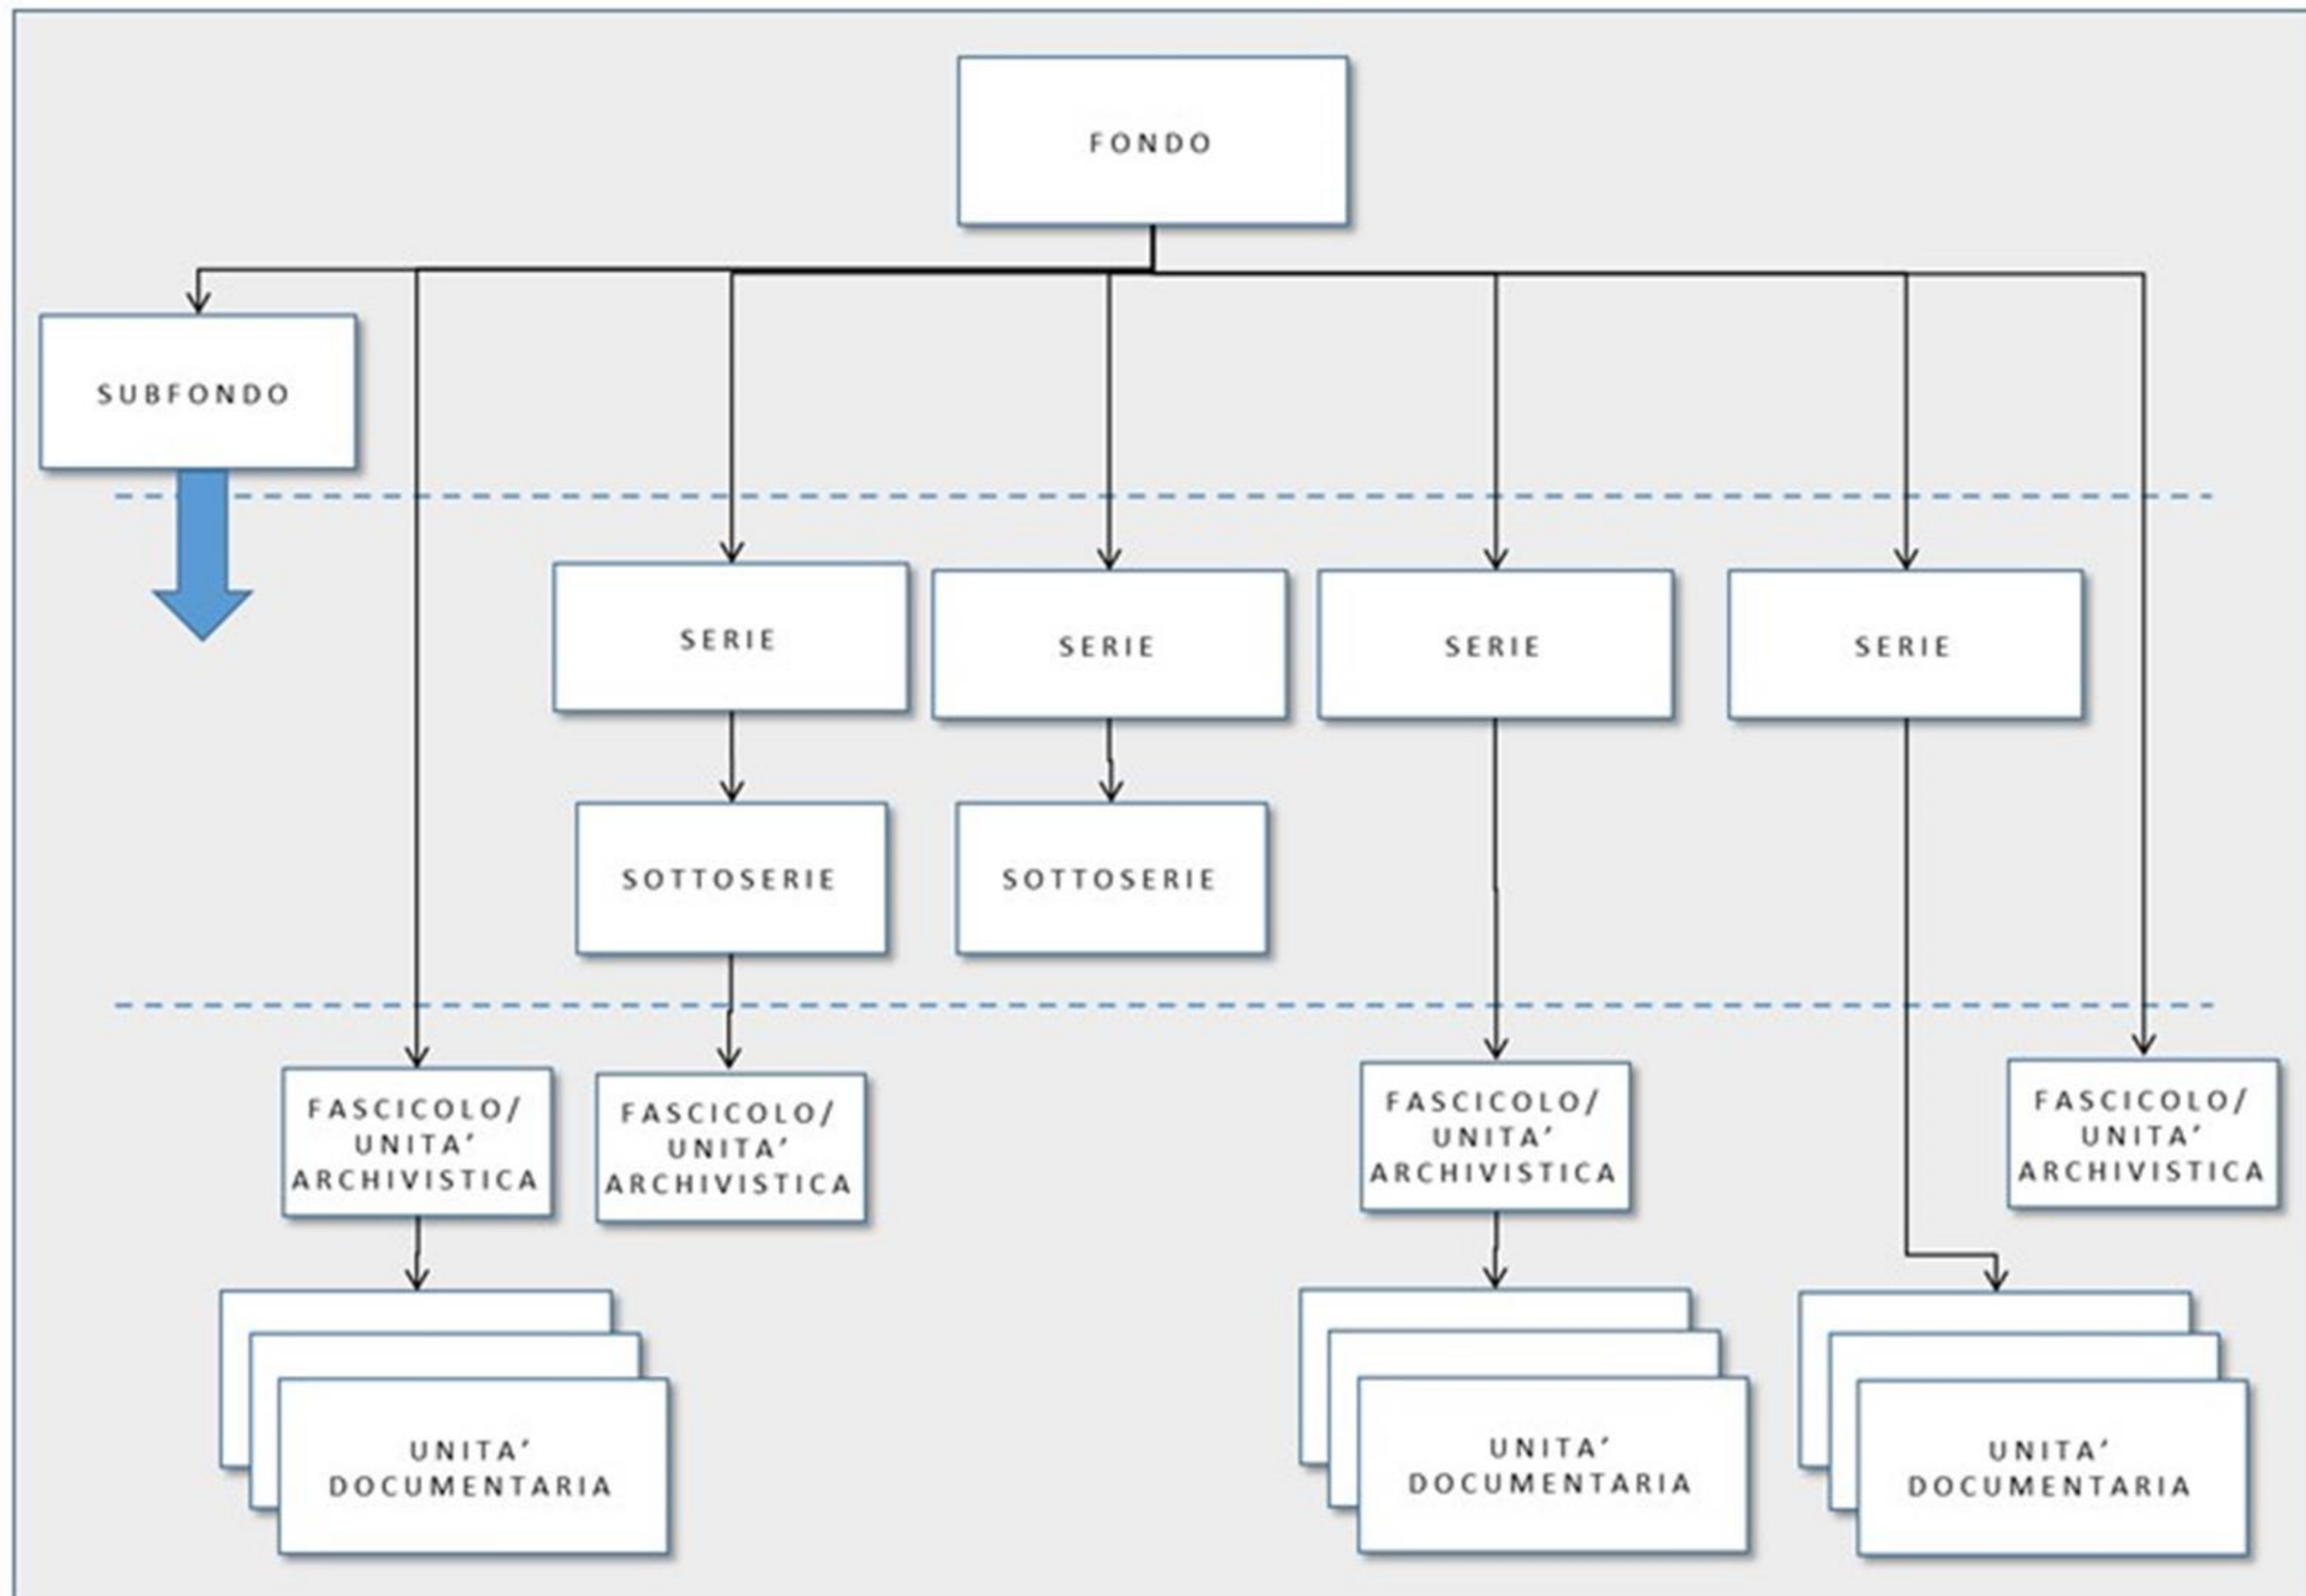 FONDO
SUBFONDO
SERIE
SERIE
SERIE
SERIE
SOTTOSERIE
SOTTOSERIE
FASCICOLO/
UNITA’
ARCHIVISTICA
FASCICOLO/
UNITA’
ARCHIVISTICA
FASCICOLO/
UNITA’
ARCHIVISTICA
FASCICOLO/
UNITA’
ARCHIVISTICA
UNITA’
DOCUMENTARIA
UNITA’
DOCUMENTARIA
UNITA’
DOCUMENTARIA